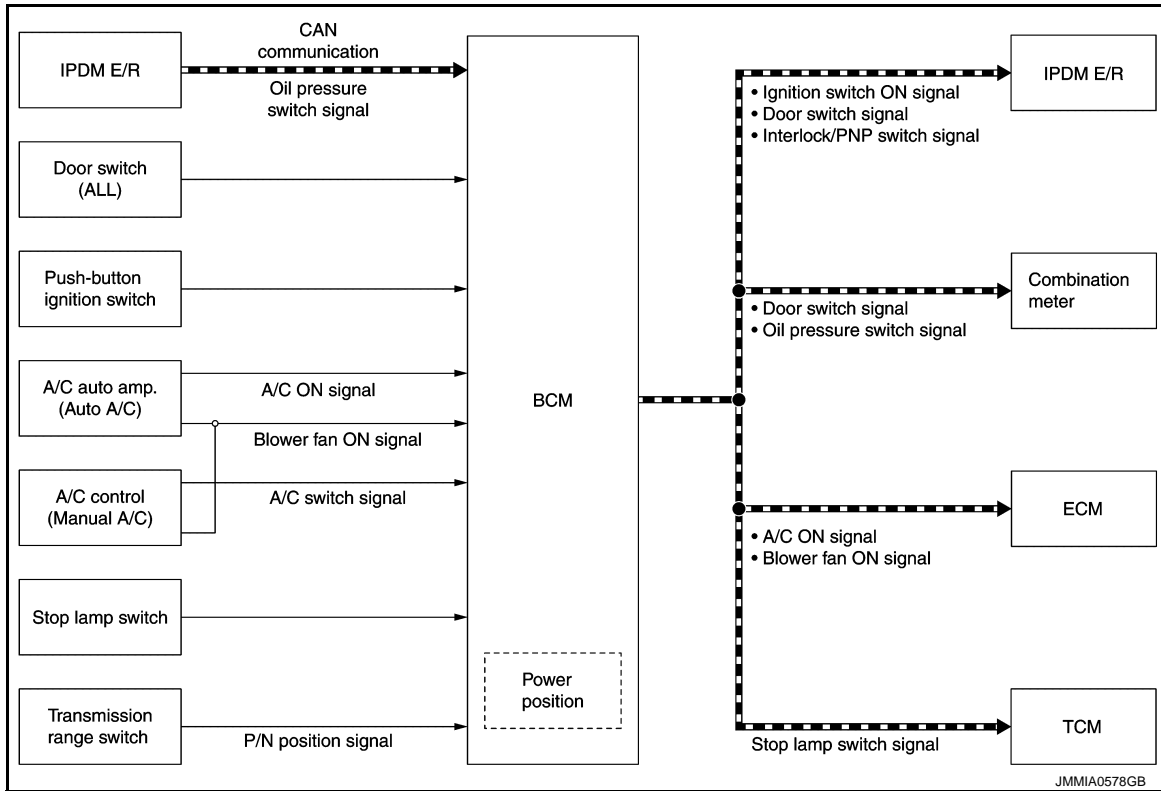 IPDM E/R
CAN
communication
Oil pressure
switch signal
Door switch
(ALL)
Push-button
ignition switch
A/C auto amp.
(Auto A/C)
A/C ON signal
Blower fan ON signal
A/C control
(Manual A/C)
A/C switch signal
Stop lamp switch
Transmission
range switch
P/N position signal
BCM
Power
position
IPDM E/R
• Ignition switch ON signal
• Door switch signal
• Interlock/PNP switch signal
Combination
meter
• Door switch signal
• Oil pressure switch signal
ECM
• A/C ON signal
• Blower fan ON signal
TCM
Stop lamp switch signal
JMMIA0578GB